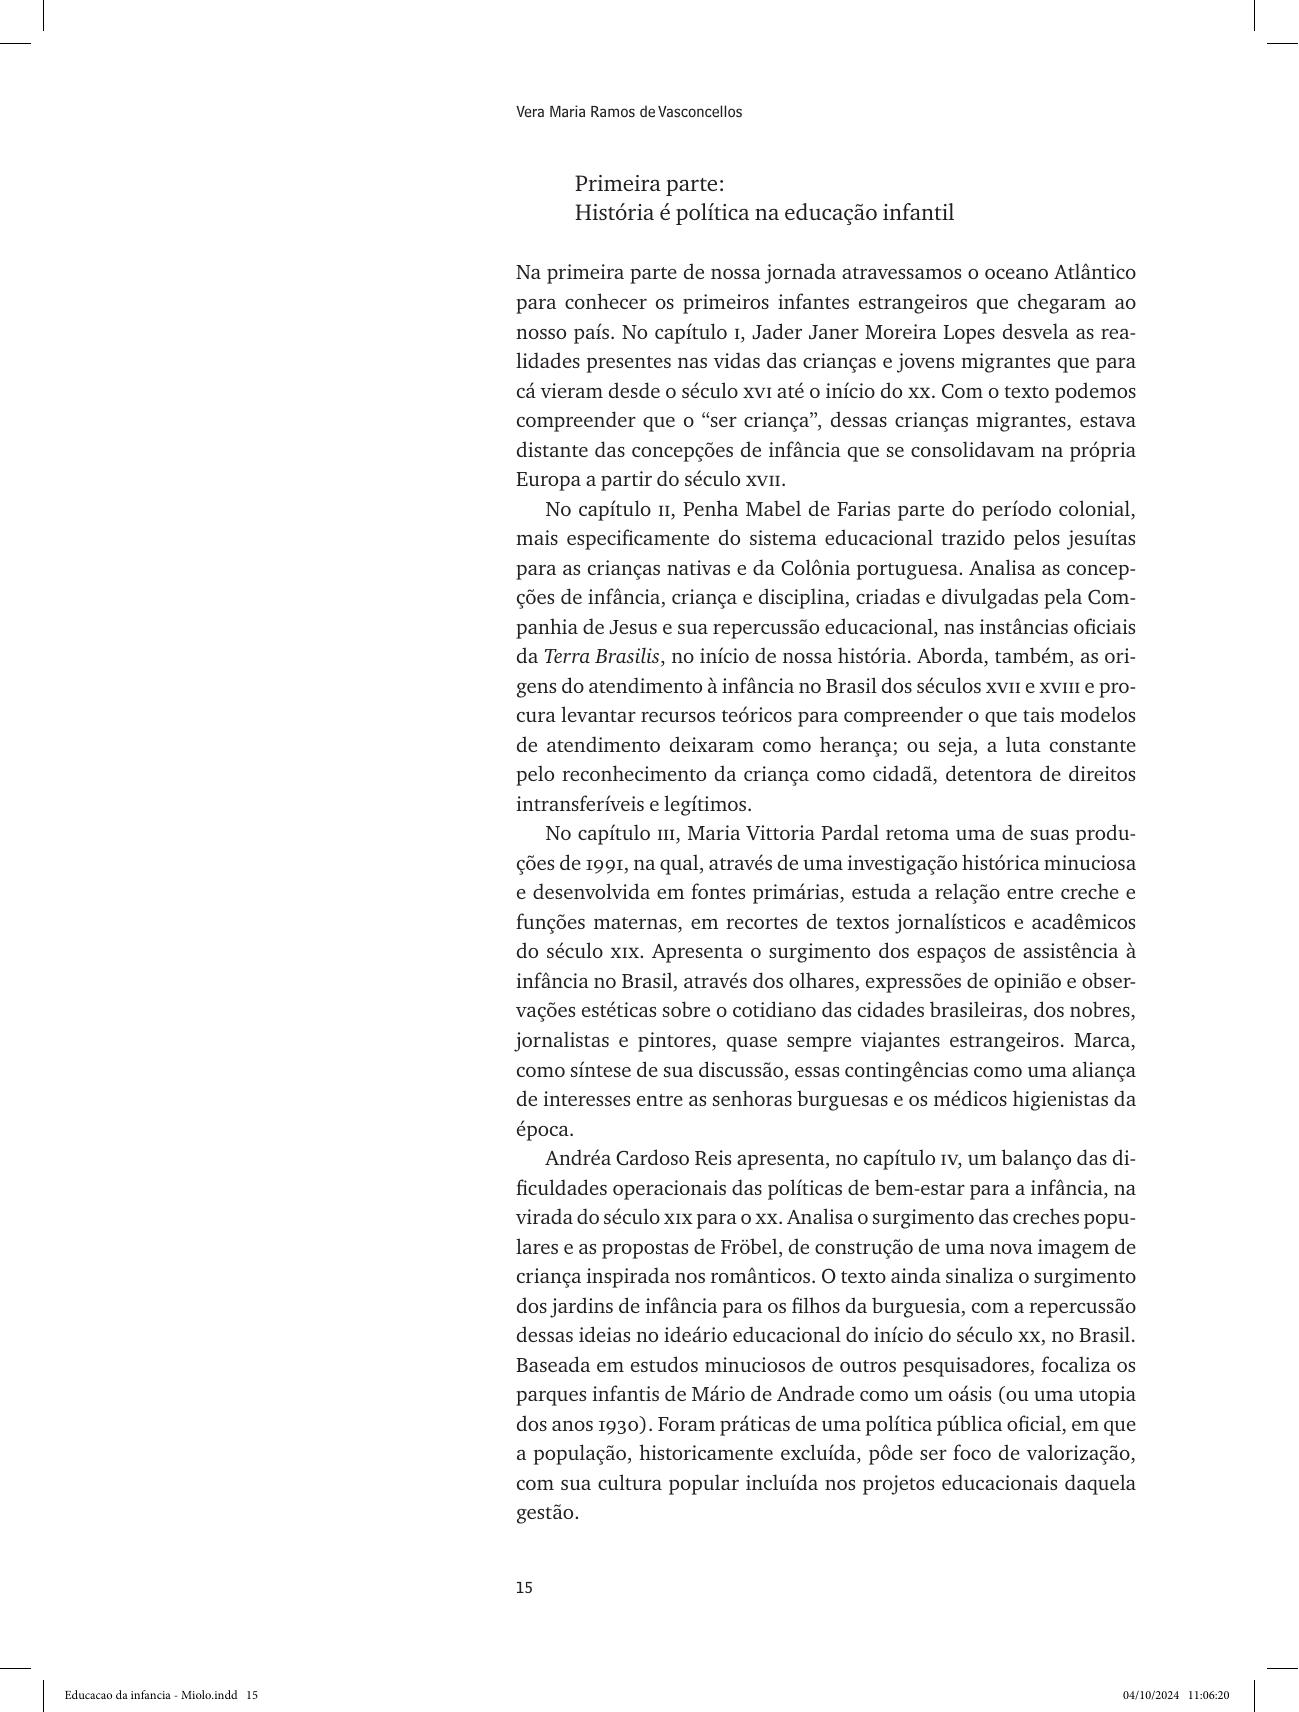 Vera Maria Ramos de Vasconcellos
Primeira parte:
História é política na educação infantil
Na primeira parte de nossa jornada atravessamos o oceano Atlântico
para conhecer os primeiros infantes estrangeiros que chegaram ao
nosso país. No capítulo I, Jader Janer Moreira Lopes desvela as rea-
lidades presentes nas vidas das crianças e jovens migrantes que para
cá vieram desde o século XVI até o início do XX. Com o texto podemos
compreender que o “ser criança”, dessas crianças migrantes, estava
distante das concepções de infância que se consolidavam na própria
Europa a partir do século XVII.
No capítulo II, Penha Mabel de Farias parte do período colonial,
mais especificamente do sistema educacional trazido pelos jesuítas
para as crianças nativas e da Colônia portuguesa. Analisa as concep-
ções de infância, criança e disciplina, criadas e divulgadas pela Com-
panhia de Jesus e sua repercussão educacional, nas instâncias oficiais
da Terra Brasilis, no início de nossa história. Aborda, também, as ori-
gens do atendimento à infância no Brasil dos séculos XVII e XVIII e pro-
cura levantar recursos teóricos para compreender o que tais modelos
de atendimento deixaram como herança; ou seja, a luta constante
pelo reconhecimento da criança como cidadã, detentora de direitos
intransferíveis e legítimos.
No capítulo III, Maria Vittoria Pardal retoma uma de suas produ-
ções de 1991, na qual, através de uma investigação histórica minuciosa
e desenvolvida em fontes primárias, estuda a relação entre creche e
funções maternas, em recortes de textos jornalísticos e acadêmicos
do século XIX. Apresenta o surgimento dos espaços de assistência à
infância no Brasil, através dos olhares, expressões de opinião e obser-
vações estéticas sobre o cotidiano das cidades brasileiras, dos nobres,
jornalistas e pintores, quase sempre viajantes estrangeiros. Marca,
como síntese de sua discussão, essas contingências como uma aliança
de interesses entre as senhoras burguesas e os médicos higienistas da
época.
Andréa Cardoso Reis apresenta, no capítulo IV, um balanço das di-
ficuldades operacionais das políticas de bem-estar para a infância, na
virada do século XIX para o XX. Analisa o surgimento das creches popu-
lares e as propostas de Fröbel, de construção de uma nova imagem de
criança inspirada nos românticos. O texto ainda sinaliza o surgimento
dos jardins de infância para os filhos da burguesia, com a repercussão
dessas ideias no ideário educacional do início do século XX, no Brasil.
Baseada em estudos minuciosos de outros pesquisadores, focaliza os
parques infantis de Mário de Andrade como um oásis (ou uma utopia
dos anos 1930). Foram práticas de uma política pública oficial, em que
a população, historicamente excluída, pôde ser foco de valorização,
com sua cultura popular incluída nos projetos educacionais daquela
gestão.
15
Educacao da infancia - Miolo.indd 15
04/10/2024 11:06:20